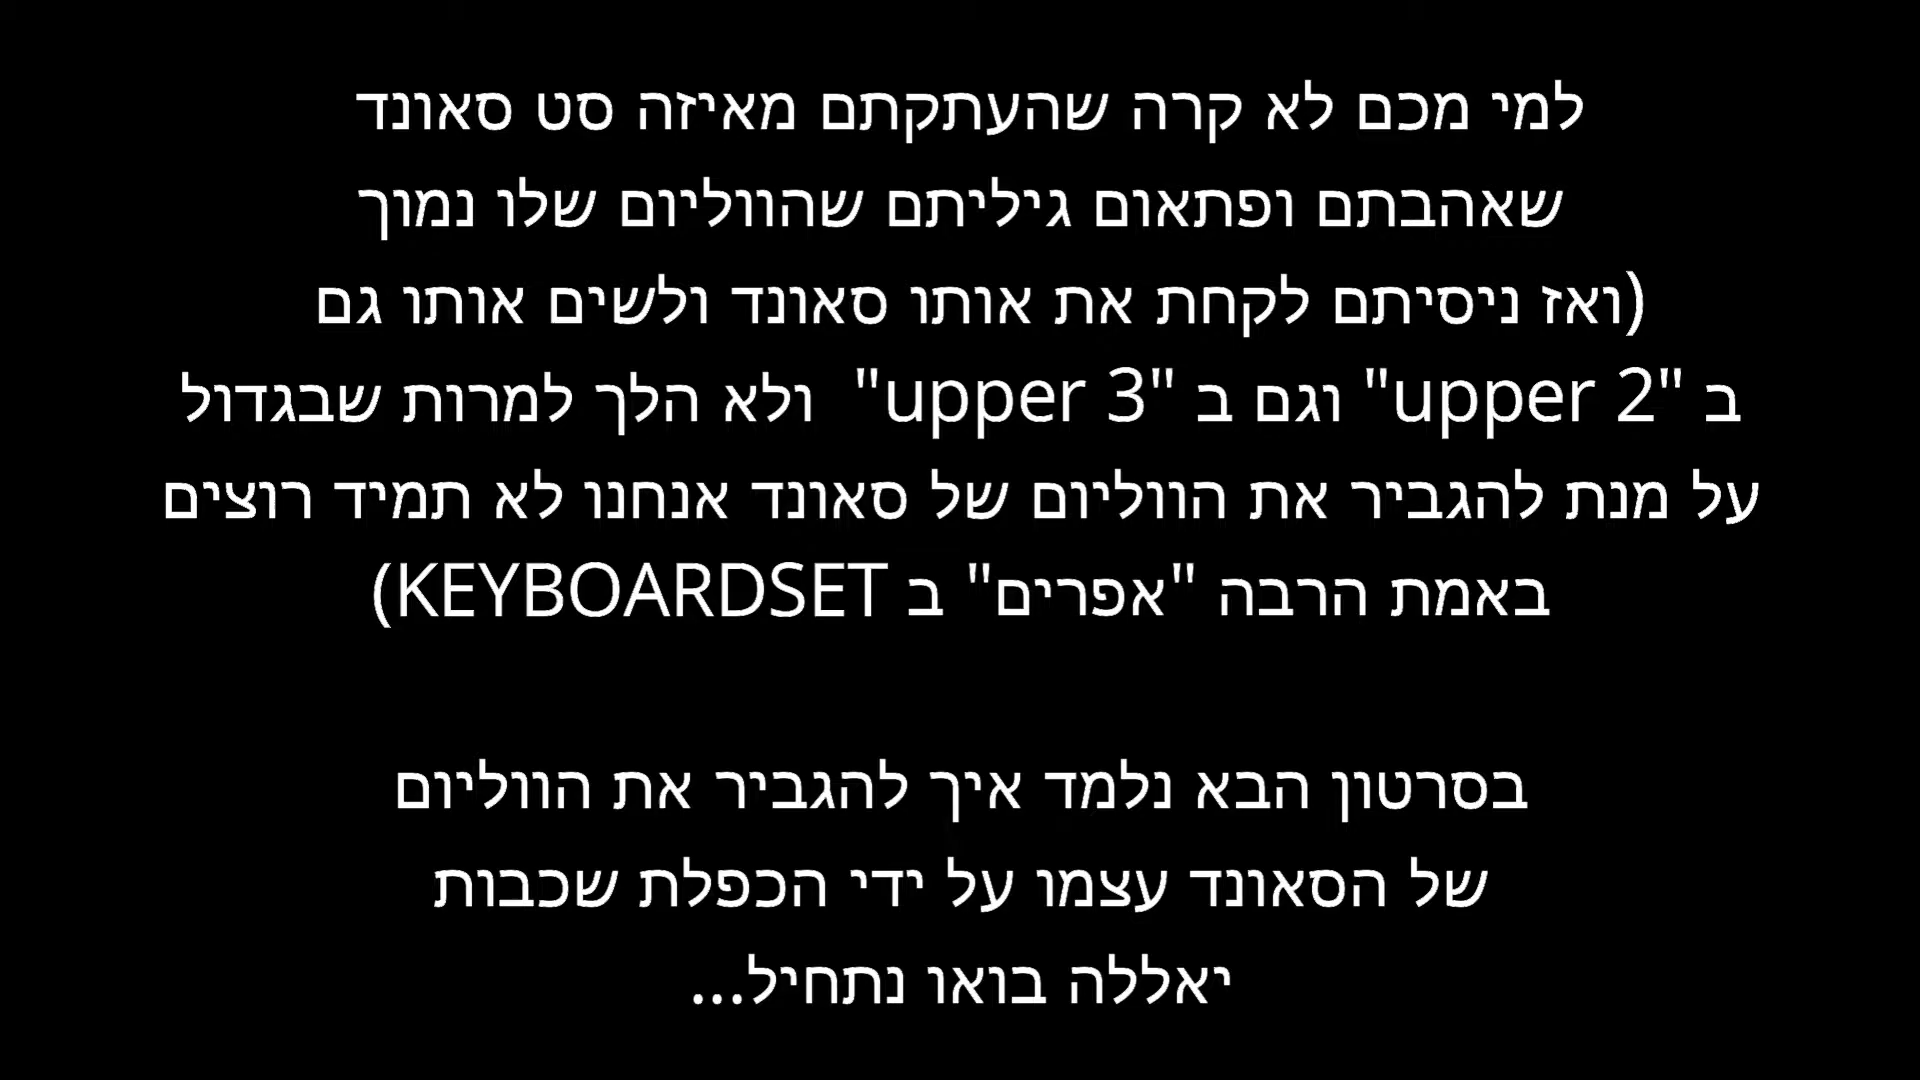 למי מכם לא קרה שהעתקתם מאיזה סט סאונד
שאהבתם ופתאום גיליתם שהווליום שלו נמוך
(ואז ניסיתם לקחת את אותו סאונד ולשים אותו גם
ב "upper 2" וגם ב "upper 3"  ולא הלך למרות שבגדול
על מנת להגביר את הווליום של סאונד אנחנו לא תמיד רוצים
באמת הרבה "אפרים" ב KEYBOARDSET)
בסרטון הבא נלמד איך להגביר את הווליום
של הסאונד עצמו על ידי הכפלת שכבות
יאללה בואו נתחיל...